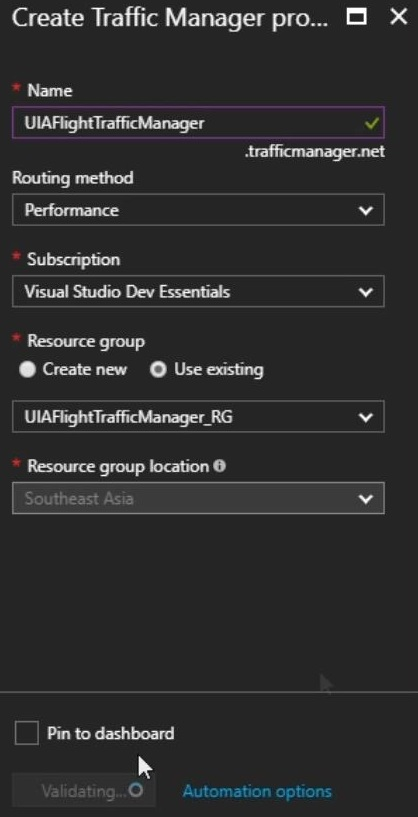 Create Traffic Manager pro...
* Name
UIAFlightTrafficManager
.trafficmanager.net
Routing method
Performance
* Subscription
Visual Studio Dev Essentials
* Resource group
Create new Use existing
UIAFlightTrafficManager_RG
* Resource group location
Southeast Asia
Pin to dashboard
Validating... Automation options